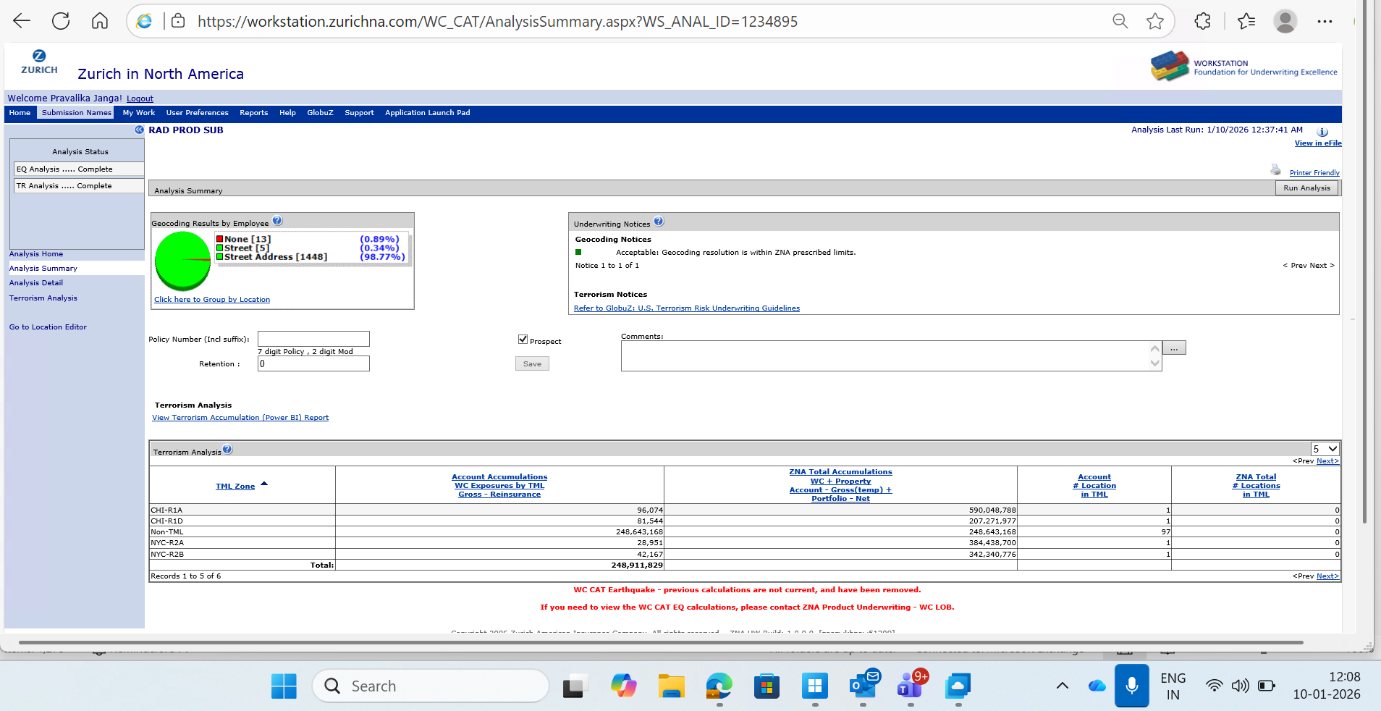 https://workstation.zurichna.com/WC_CAT/AnalysisSummary.aspx?WS_ANAL_ID=1234895
ZURICH
Zurich in North America
WORKSTATION
Foundation for Underwriting Excellence
Welcome Pravalika Janga! Logout
Home Submission Names My Work User Preferences Reports Help GlobuZ Support Application Launch Pad
RAD PROD SUB
Analysis Last Run: 1/10/2026 12:37:41 AM
View in eFile
Analysis Status
EQ Analysis ..... Complete
TR Analysis ..... Complete
Printer Friendly
Analysis Summary
Run Analysis
Analysis Home
Analysis Summary
Analysis Detail
Terrorism Analysis
Go to Location Editor
Geocoding Results by Employee
None [13] (0.89%)
Street [5] (0.34%)
Street Address [1448] (98.77%)
Click here to Group by Location
Underwriting Notices
Geocoding Notices
Acceptable: Geocoding resolution is within ZNA prescribed limits.
Notice 1 to 1 of 1
< Prev Next >
Terrorism Notices
Refer to GlobuZ: U.S. Terrorism Risk Underwriting Guidelines
Policy Number (Incl suffix):
7 digit Policy , 2 digit Mod
Retention : 0
Prospect
Save
Comments:
...
Terrorism Analysis
View Terrorism Accumulation (Power BI) Report
Terrorism Analysis
5
<Prev Next>
TML Zone
Account Accumulations
WC Exposures by TML
Gross - Reinsurance
ZNA Total Accumulations
WC + Property
Account - Gross(temp) +
Portfolio - Net
Account
# Location
in TML
ZNA Total
# Locations
in TML
CHI-R1A 96,074 590,048,788 1 0
CHI-R1D 81,544 207,271,977 1 0
Non-TML 248,643,168 248,643,168 97 0
NYC-R2A 28,951 384,438,700 1 0
NYC-R2B 42,167 342,340,776 1 0
Total: 248,911,829
Records 1 to 5 of 6
<Prev Next>
WC CAT Earthquake - previous calculations are not current, and have been removed.
If you need to view the WC CAT EQ calculations, please contact ZNA Product Underwriting - WC LOB.
Search
9+
ENG
IN
12:08
10-01-2026